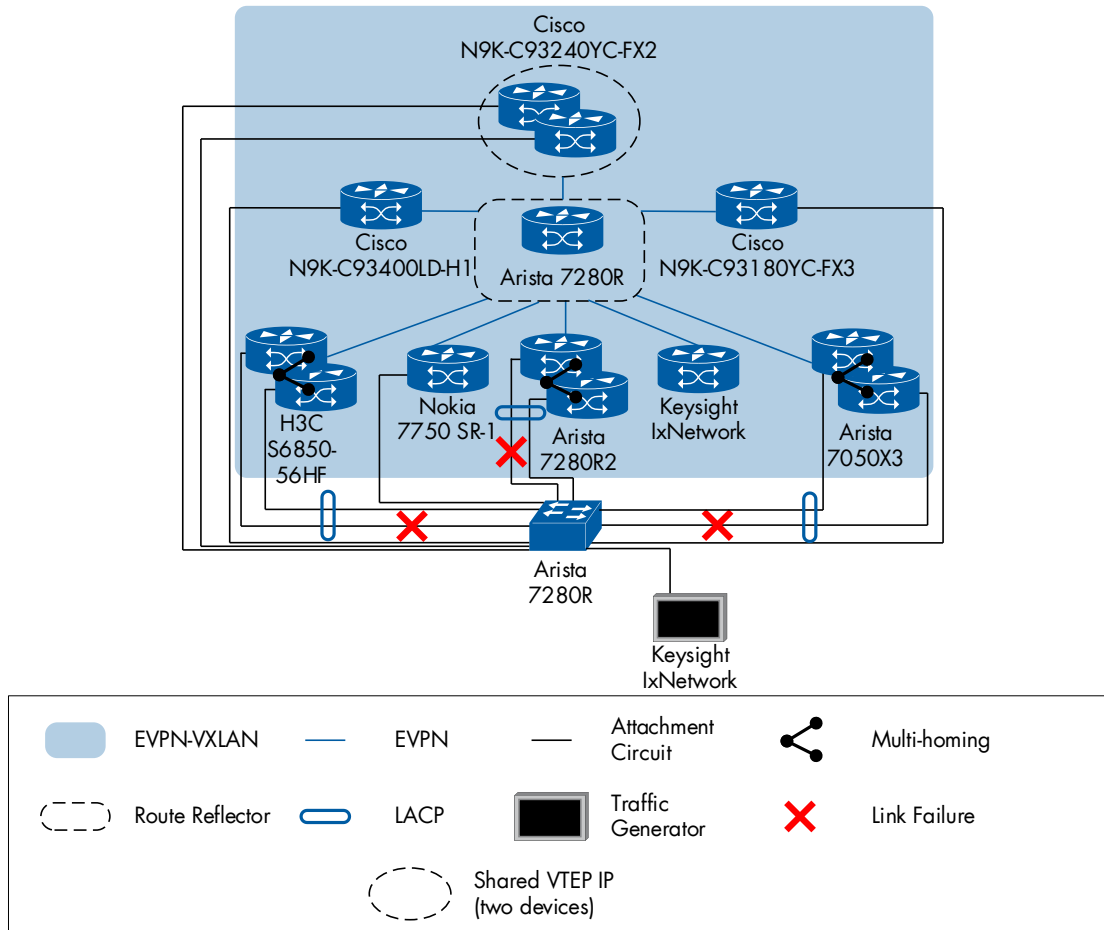 Cisco
N9K-C93240YC-FX2
Cisco
N9K-C93400LD-H1
Arista 7280R
Cisco
N9K-C93180YC-FX3
H3C
S6850-
56HF
Nokia
7750 SR-1
Arista
7280R2
Keysight
IxNetwork
Arista
7050X3
Arista
7280R
Keysight
IxNetwork
EVPN-VXLAN
EVPN
Attachment
Circuit
Multi-homing
Route Reflector
LACP
Traffic
Generator
Link Failure
Shared VTEP IP
(two devices)